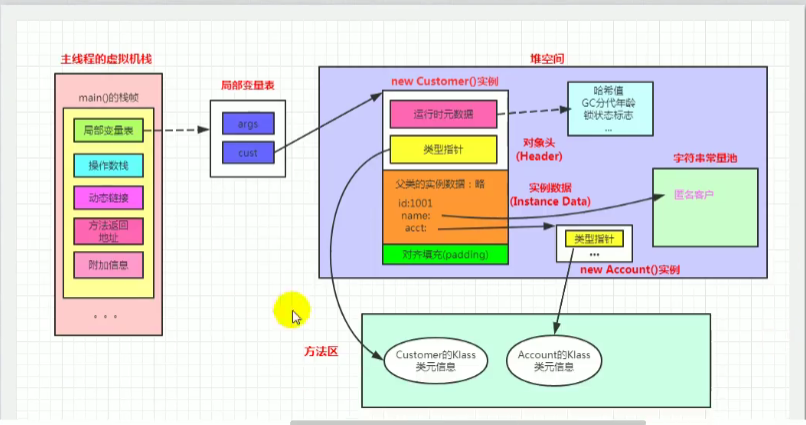 主线程的虚拟机栈
main()的栈帧
局部变量表
操作数栈
动态链接
方法返回
地址
附加信息
...
局部变量表
args
cust
堆空间
new Customer()实例
运行时元数据
类型指针
父类的实例数据：略
id:1001
name:
acct:
对齐填充(padding)
哈希值
GC分代年龄
锁状态标志
...
对象头
(Header)
实例数据
(Instance Data)
字符串常量池
匿名客户
类型指针
...
new Account()实例
方法区
Customer的Klass
类元信息
Account的Klass
类元信息